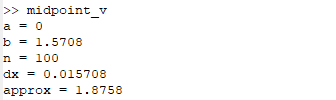 >> midpoint_v
a = 0
b = 1.5708
n = 100
dx = 0.015708
approx = 1.8758